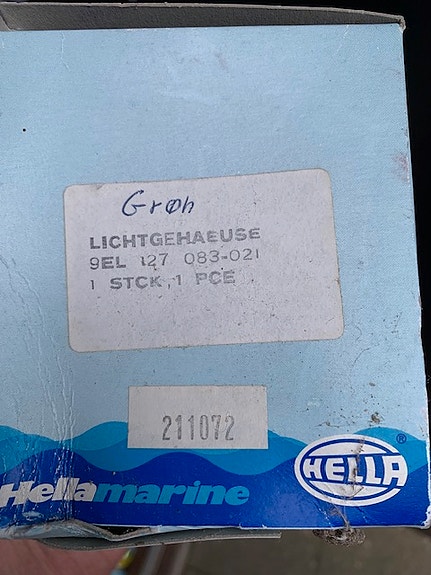 Grøn
LICHTGEHAEUSE
9EL 127 083-021
1 STCK,1 PCE
211072
HELLA®
Hellamarine